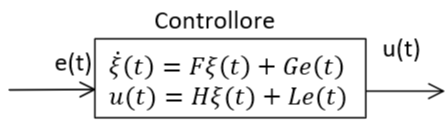 Controllore
e(t)
ξ̇(t) = Fξ(t) + Ge(t)
u(t) = Hξ(t) + Le(t)
u(t)